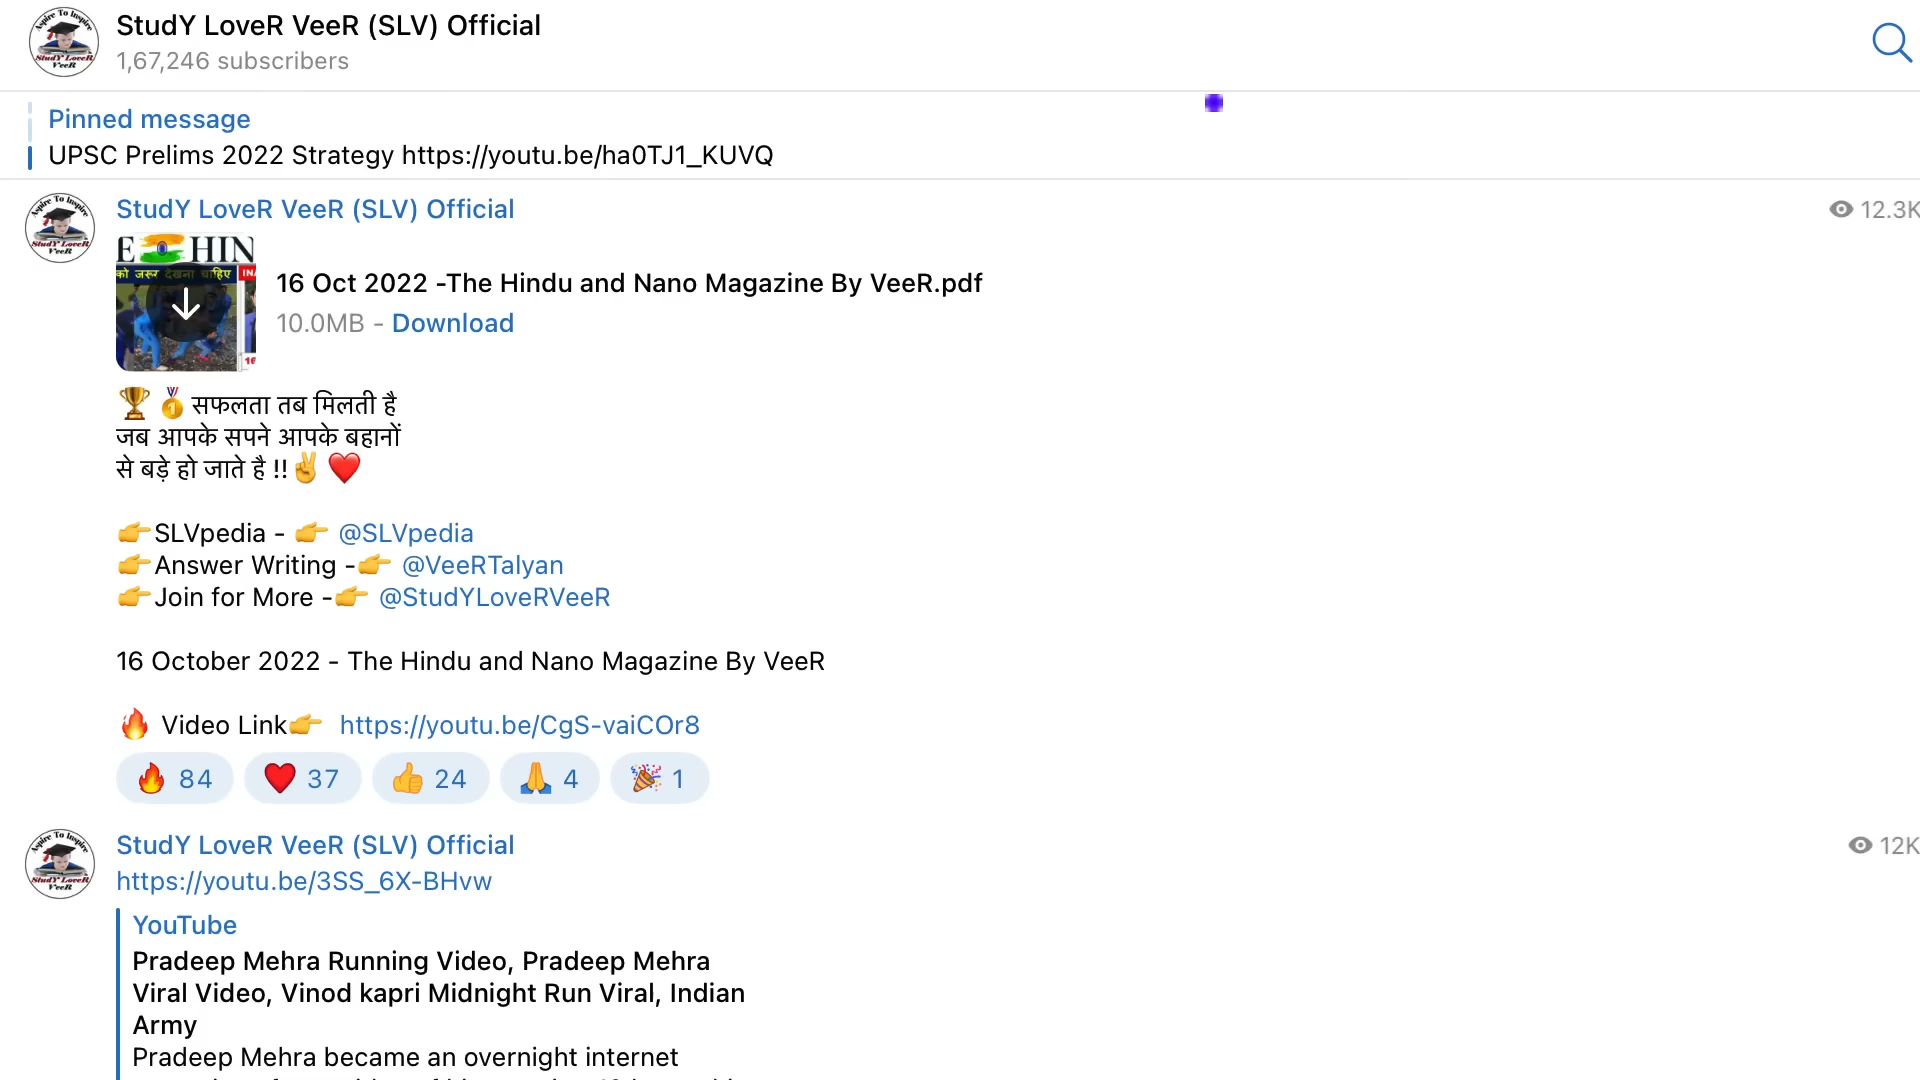 StudY LoveR VeeR (SLV) Official
1,67,246 subscribers
Pinned message
UPSC Prelims 2022 Strategy https://youtu.be/ha0TJ1_KUVQ
StudY LoveR VeeR (SLV) Official
12.3K
E HIN
को जरूर देखना चाहिए
16 Oct 2022 -The Hindu and Nano Magazine By VeeR.pdf
10.0MB - Download
🏆🥇सफलता तब मिलती है
जब आपके सपने आपके बहानों
से बड़े हो जाते है !!✌️❤️
👉SLVpedia - 👉 @SLVpedia
👉Answer Writing -👉 @VeeRTalyan
👉Join for More -👉 @StudYLoveRVeeR
16 October 2022 - The Hindu and Nano Magazine By VeeR
🔥 Video Link👉 https://youtu.be/CgS-vaiCOr8
🔥 84 ❤️ 37 👍 24 🙏 4 🎉 1
StudY LoveR VeeR (SLV) Official
12K
https://youtu.be/3SS_6X-BHvw
YouTube
Pradeep Mehra Running Video, Pradeep Mehra
Viral Video, Vinod kapri Midnight Run Viral, Indian
Army
Pradeep Mehra became an overnight internet